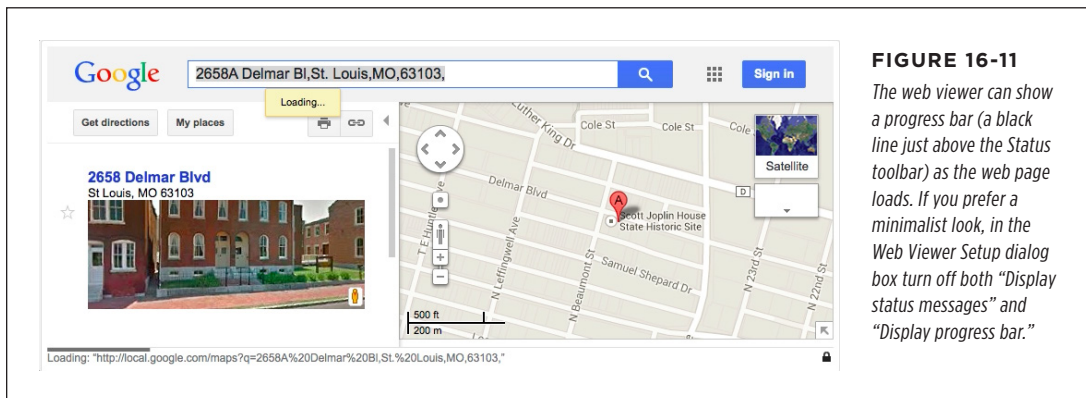 Google
2658A Delmar Bl,St. Louis,MO,63103,
Sign in
Loading...
Get directions
My places
2658 Delmar Blvd
St Louis, MO 63103
Luther King Dr
Cole St
Cole St
Cole
Satellite
Delmar Blvd
D
A
Scott Joplin House
State Historic Site
T E Huntley Ave
N Leffingwell Ave
N Beaumont St
Samuel Shepard Dr
N 23rd St
N 22nd St
500 ft
200 m
Loading: "http://local.google.com/maps?q=2658A%20Delmar%20Bl,St.%20Louis,MO,63103,"
FIGURE 16-11
The web viewer can show
a progress bar (a black
line just above the Status
toolbar) as the web page
loads. If you prefer a
minimalist look, in the
Web Viewer Setup dialog
box turn off both “Display
status messages” and
“Display progress bar.”